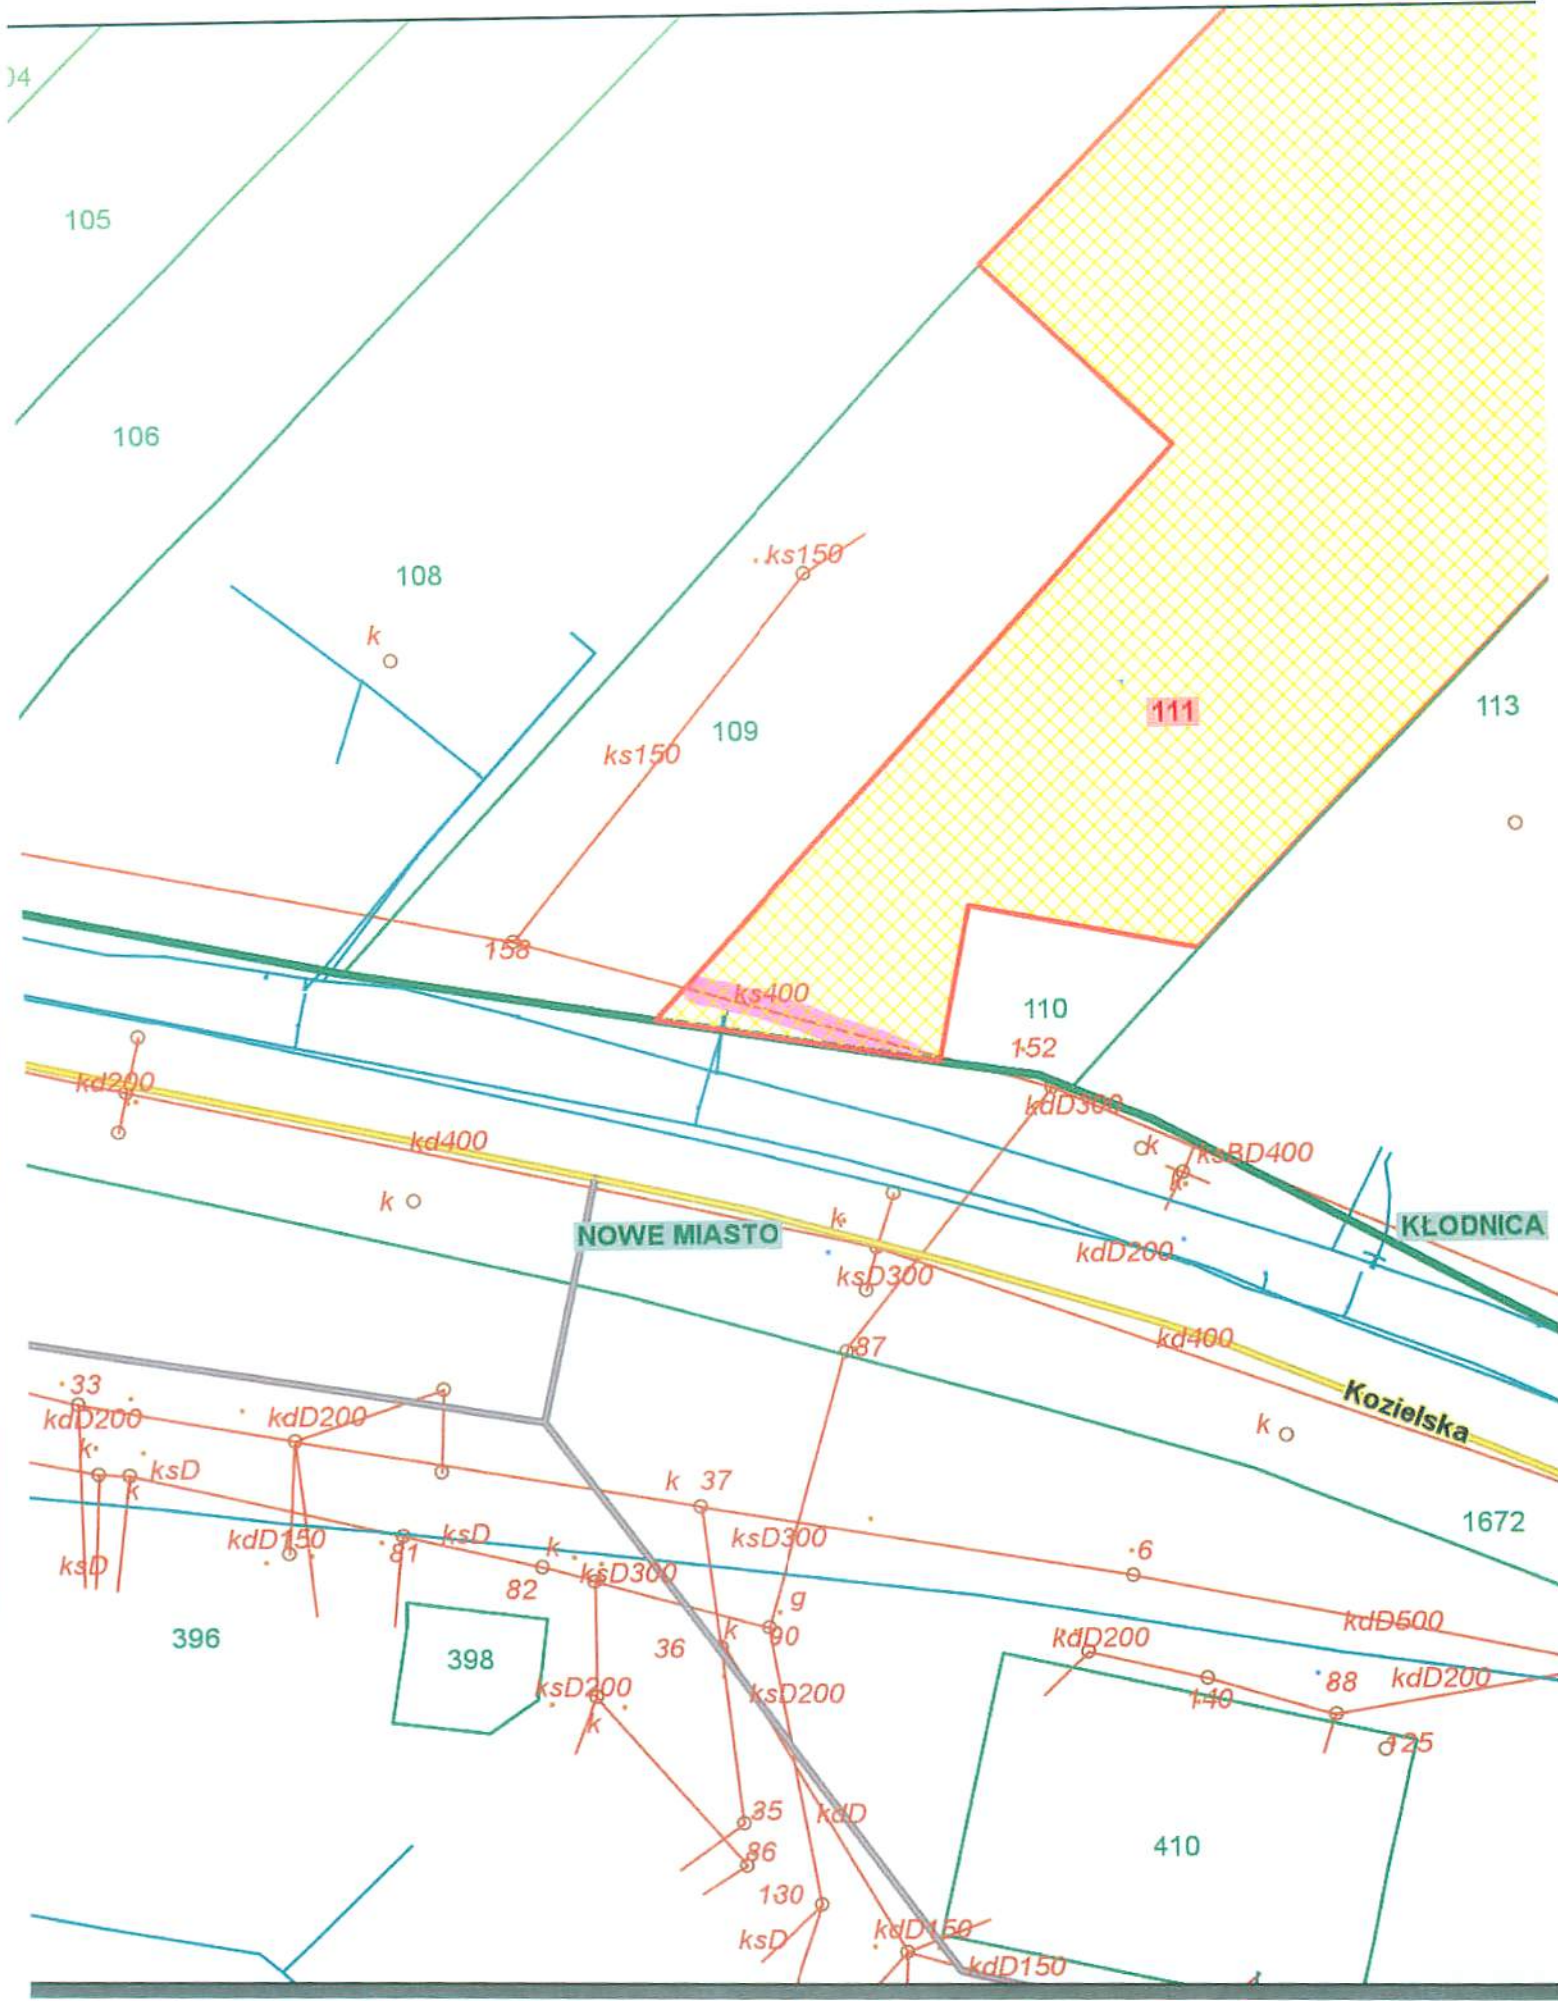 105
106
.ks150
108
k
111
113
109
ks150
158
ks400
110
152
kd200
kdD300
kd400
k
ksBD400
k
k
k
NOWE MIASTO
KŁODNICA
kdD200
ksD300
87
kd400
33
kdD200
kdD200
Kozielska
k
k
ksD
k
k 37
1672
kdD150
ksD
ksD300
81
k
6
ksD
82
ksD300
g
kdD500
396
36
k
90
kdD200
398
ksD200
ksD200
140
88
kdD200
k
125
35
kdD
86
410
130
kdD150
ksD
kdD150